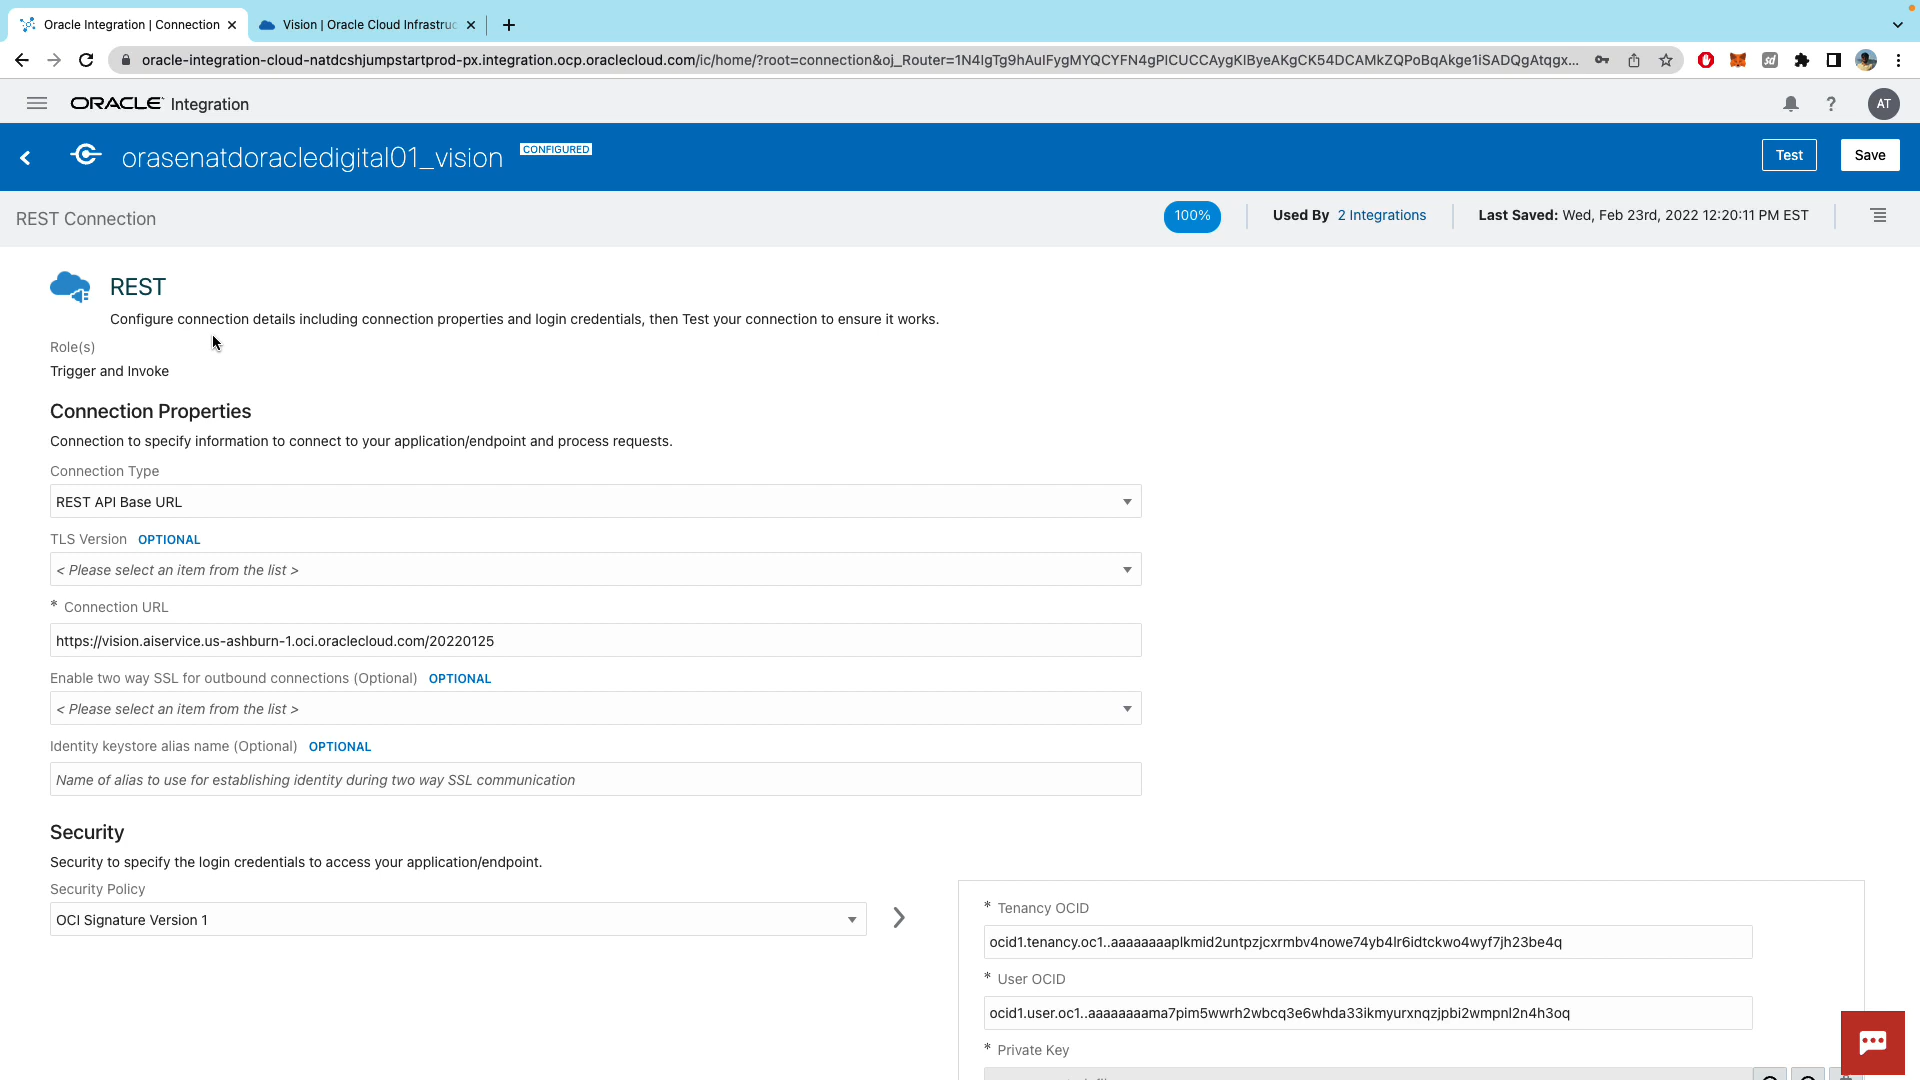 Oracle Integration | Connection
Vision | Oracle Cloud Infrastruc
oracle-integration-cloud-natdcshjumpstartprod-px.integration.ocp.oraclecloud.com/ic/home/?root=connection&oj_Router=1N4IgTg9hAuIFygMYQCYFN4gPICUCCAygKIByeAKgCK54DCAMkZQPoBqAkge1iSADQgAtqgx...
ORACLE Integration
AT
orasenatdoracledigital01_vision CONFIGURED
Test
Save
REST Connection
100%
Used By 2 Integrations
Last Saved: Wed, Feb 23rd, 2022 12:20:11 PM EST
REST
Configure connection details including connection properties and login credentials, then Test your connection to ensure it works.
Role(s)
Trigger and Invoke
Connection Properties
Connection to specify information to connect to your application/endpoint and process requests.
Connection Type
REST API Base URL
TLS Version OPTIONAL
< Please select an item from the list >
* Connection URL
https://vision.aiservice.us-ashburn-1.oci.oraclecloud.com/20220125
Enable two way SSL for outbound connections (Optional) OPTIONAL
< Please select an item from the list >
Identity keystore alias name (Optional) OPTIONAL
Name of alias to use for establishing identity during two way SSL communication
Security
Security to specify the login credentials to access your application/endpoint.
Security Policy
OCI Signature Version 1
* Tenancy OCID
ocid1.tenancy.oc1..aaaaaaaaplkmid2untpzjcxrmbv4nowe74yb4lr6idtckwo4wyf7jh23be4q
* User OCID
ocid1.user.oc1..aaaaaaaama7pim5wwrh2wbcq3e6whda33ikmyurxnqzjpbi2wmpnl2n4h3oq
* Private Key